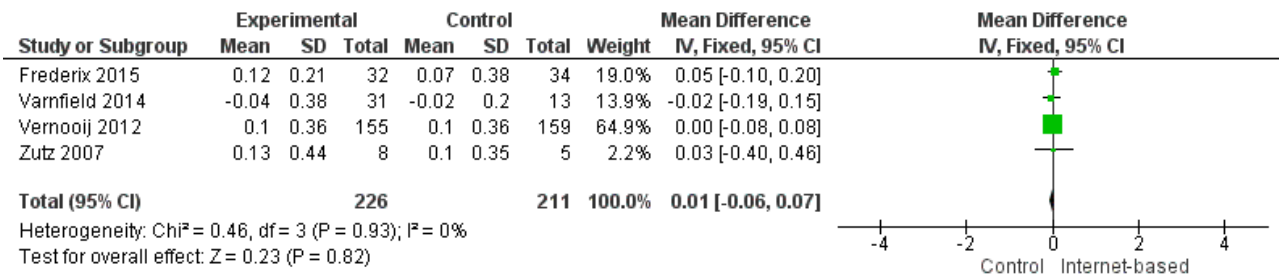 Experimental Control Mean Difference Mean Difference
Study or Subgroup Mean SD Total Mean SD Total Weight IV, Fixed, 95% CI IV, Fixed, 95% CI
Frederix 2015 0.12 0.21 32 0.07 0.38 34 19.0% 0.05 [-0.10, 0.20]
Varnfield 2014 -0.04 0.38 31 -0.02 0.2 13 13.9% -0.02 [-0.19, 0.15]
Vernooij 2012 0.1 0.36 155 0.1 0.36 159 64.9% 0.00 [-0.08, 0.08]
Zutz 2007 0.13 0.44 8 0.1 0.35 5 2.2% 0.03 [-0.40, 0.46]
Total (95% CI) 226 211 100.0% 0.01 [-0.06, 0.07]
Heterogeneity: Chi² = 0.46, df = 3 (P = 0.93); I² = 0%
Test for overall effect: Z = 0.23 (P = 0.82)
-4 -2 0 2 4
Control Internet-based